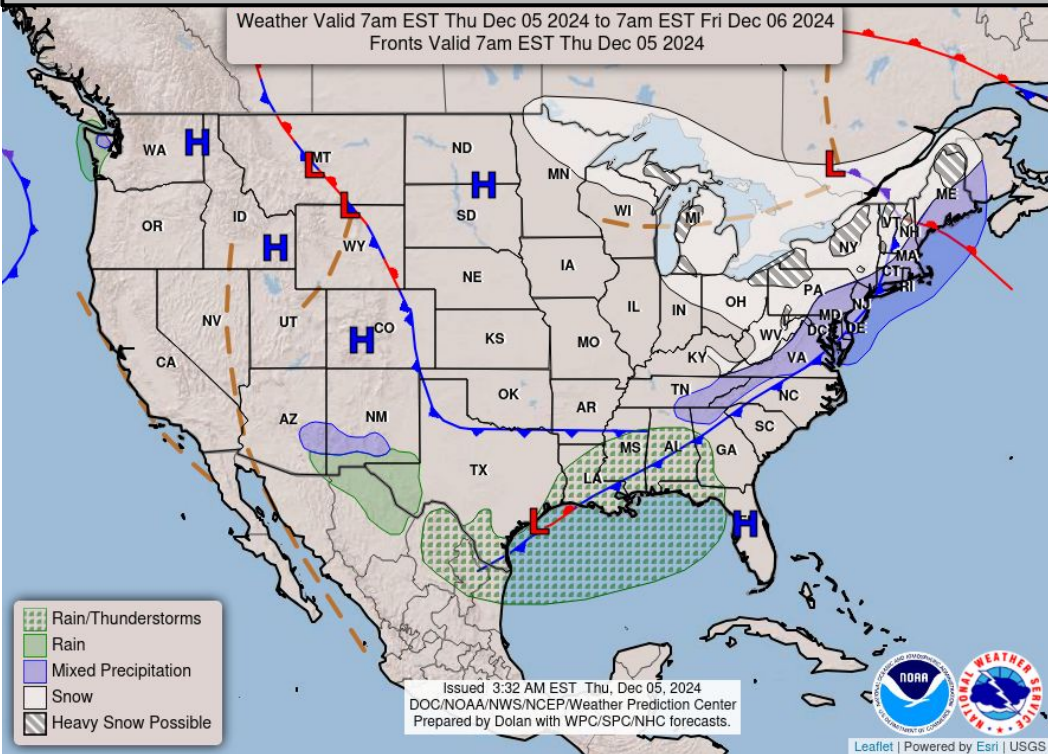 Weather Valid 7am EST Thu Dec 05 2024 to 7am EST Fri Dec 06 2024
Fronts Valid 7am EST Thu Dec 05 2024
WA
H
L
MT
ND
H
MN
L
ME
OR
ID
H
L
WY
SD
WI
MI
NY
VT
NH
MA
CT
RI
NV
UT
H
CO
NE
IA
IL
IN
OH
PA
NJ
MD
DE
DC
WV
VA
CA
KS
MO
KY
AZ
NM
OK
AR
TN
NC
SC
TX
LA
MS
AL
GA
L
H
Rain/Thunderstorms
Rain
Mixed Precipitation
Snow
Heavy Snow Possible
Issued 3:32 AM EST Thu, Dec 05, 2024
DOC/NOAA/NWS/NCEP/Weather Prediction Center
Prepared by Dolan with WPC/SPC/NHC forecasts.
NOAA
NATIONAL WEATHER SERVICE
Leaflet | Powered by Esri | USGS